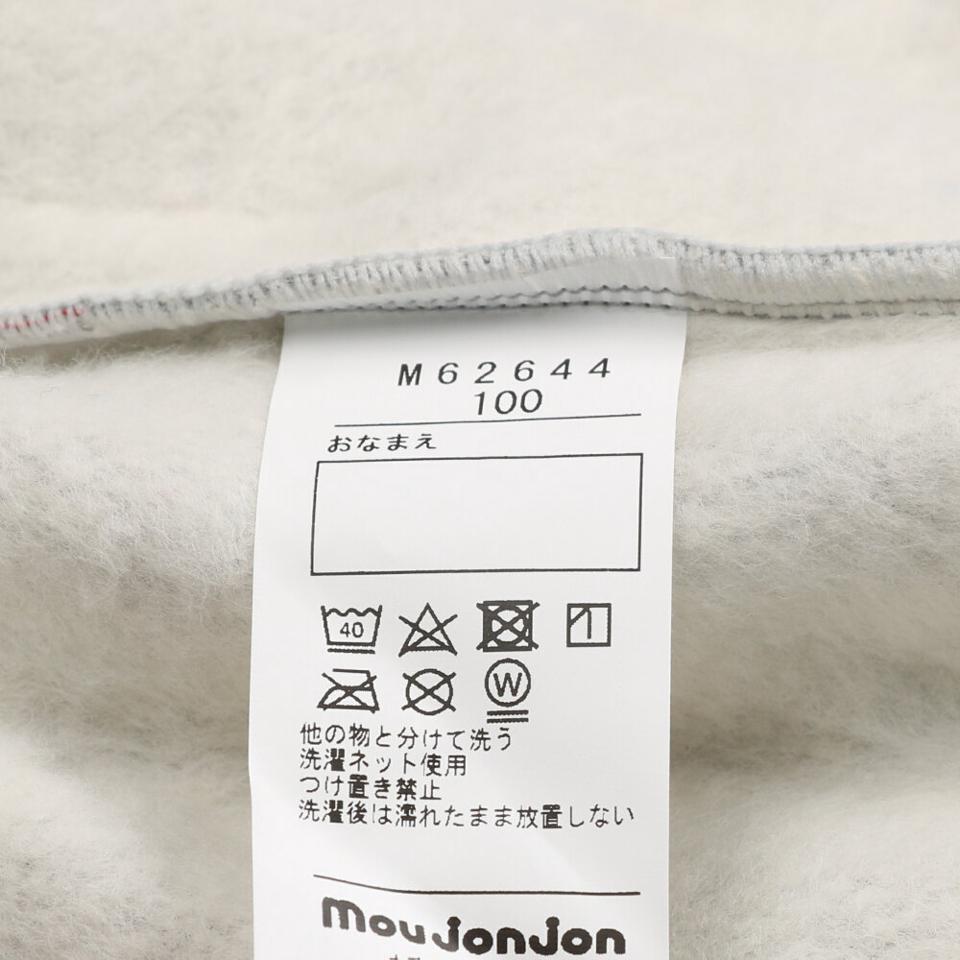 M62644
100
おなまえ
40
W
他の物と分けて洗う
洗濯ネット使用
つけ置き禁止
洗濯後は濡れたまま放置しない
moujonjon